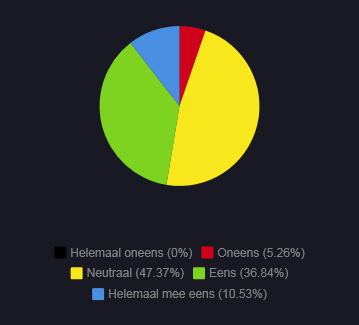 Helemaal oneens (0%) Oneens (5.26%)
Neutraal (47.37%) Eens (36.84%)
Helemaal mee eens (10.53%)